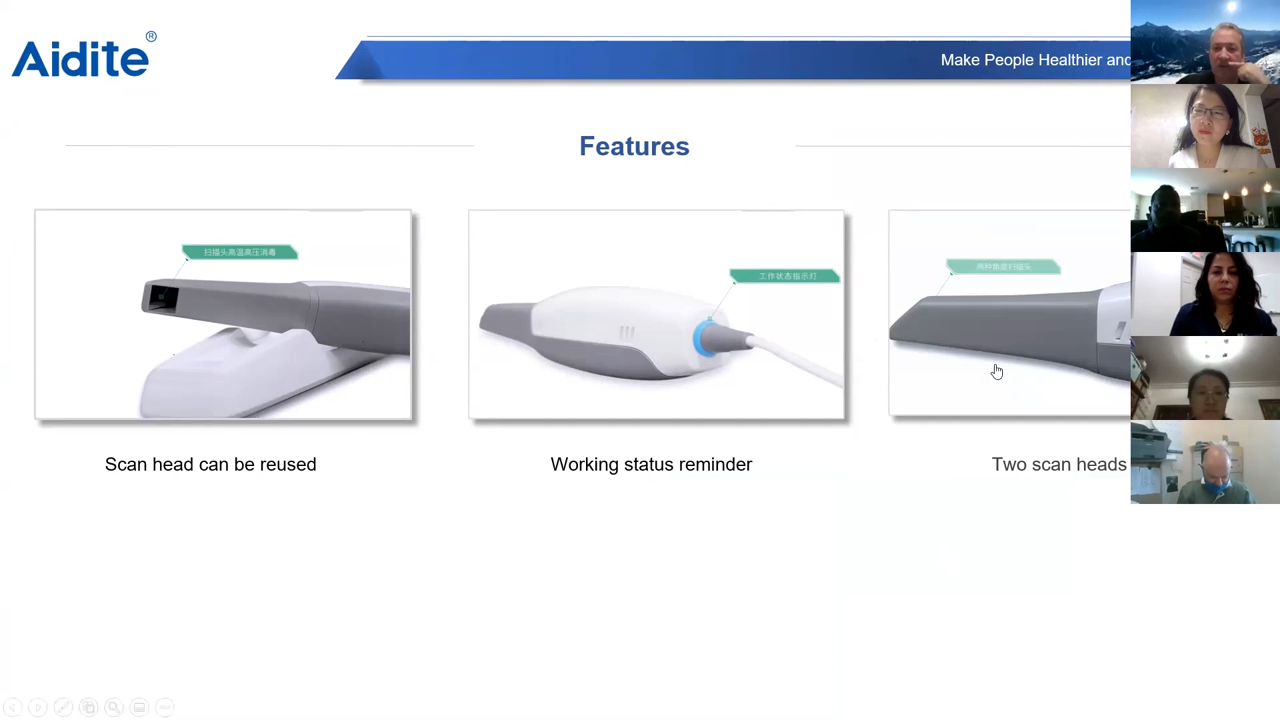 Aidite®
Make People Healthier and
Features
扫描头高温高压消毒
工作状态指示灯
两种角度扫描头
Scan head can be reused
Working status reminder
Two scan heads